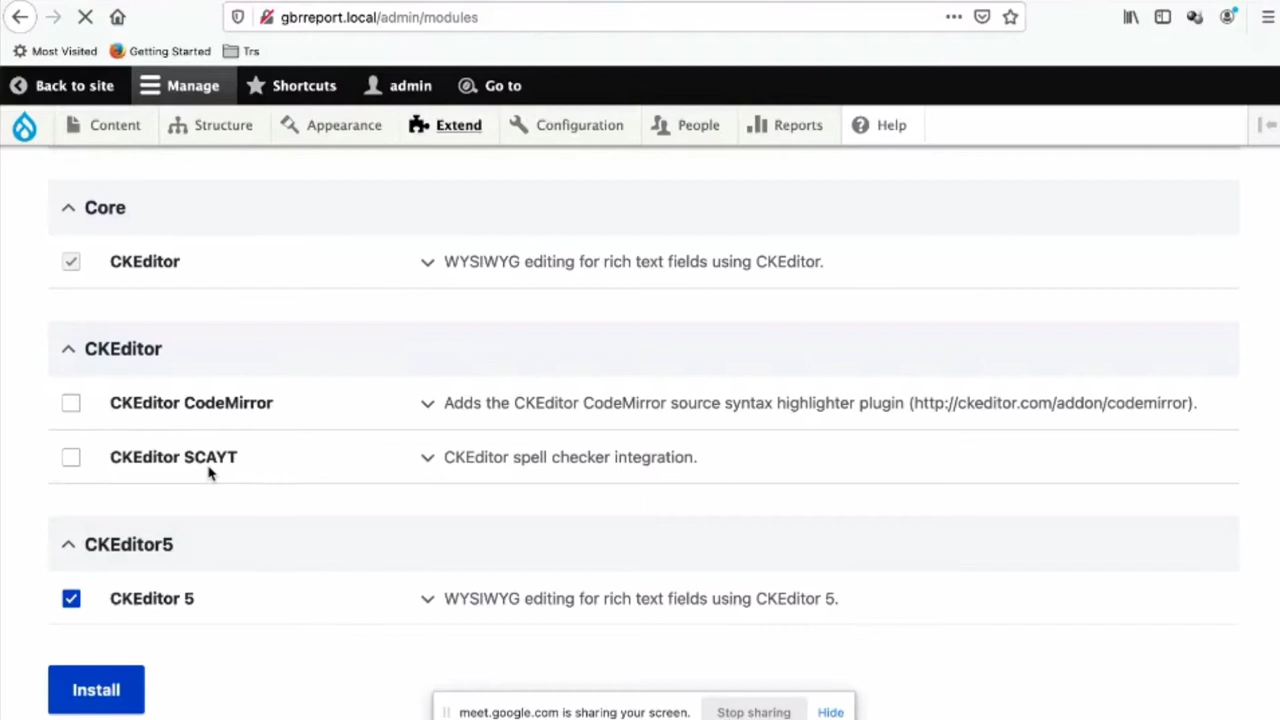 gbrreport.local/admin/modules
Most Visited Getting Started Trs
Back to site Manage Shortcuts admin Go to
Content Structure Appearance Extend Configuration People Reports Help
Core
CKEditor WYSIWYG editing for rich text fields using CKEditor.
CKEditor
CKEditor CodeMirror Adds the CKEditor CodeMirror source syntax highlighter plugin (http://ckeditor.com/addon/codemirror).
CKEditor SCAYT CKEditor spell checker integration.
CKEditor5
CKEditor 5 WYSIWYG editing for rich text fields using CKEditor 5.
Install
meet.google.com is sharing your screen. Stop sharing Hide